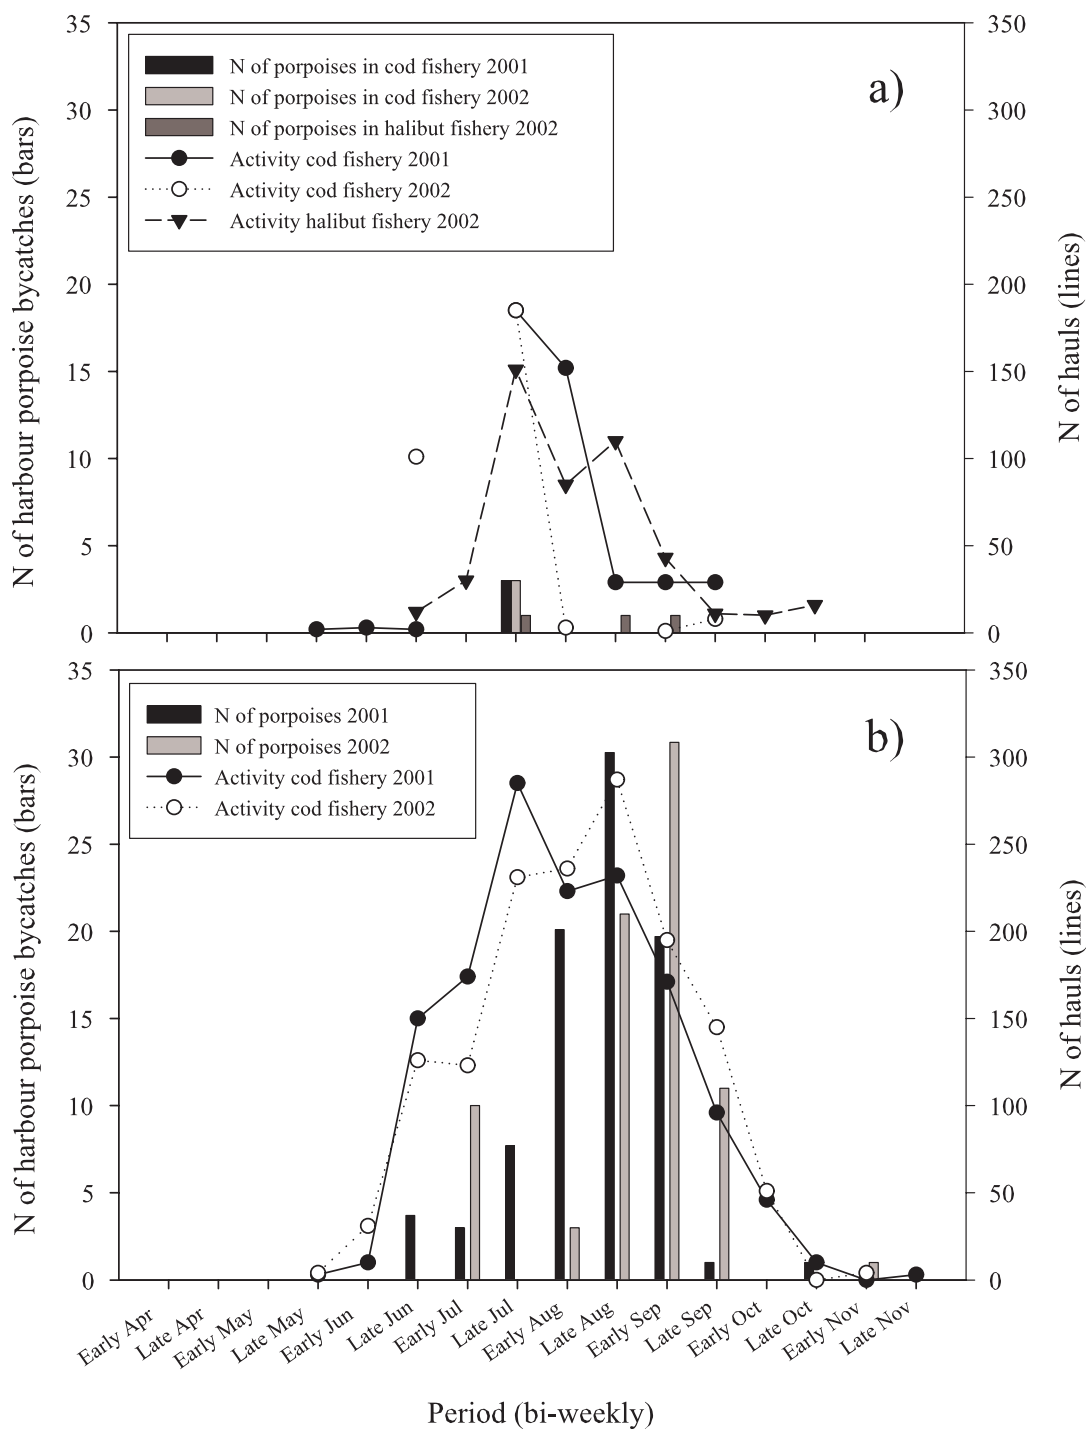 35
30
25
20
15
10
5
0
N of harbour porpoise bycatches (bars)
N of porpoises in cod fishery 2001
N of porpoises in cod fishery 2002
N of porpoises in halibut fishery 2002
Activity cod fishery 2001
Activity cod fishery 2002
Activity halibut fishery 2002
a)
350
300
250
200
150
100
50
0
N of hauls (lines)
35
30
25
20
15
10
5
0
N of harbour porpoise bycatches (bars)
N of porpoises 2001
N of porpoises 2002
Activity cod fishery 2001
Activity cod fishery 2002
b)
350
300
250
200
150
100
50
0
N of hauls (lines)
Early Apr
Late Apr
Early May
Late May
Early Jun
Late Jun
Early Jul
Late Jul
Early Aug
Late Aug
Early Sep
Late Sep
Early Oct
Late Oct
Early Nov
Late Nov
Period (bi-weekly)